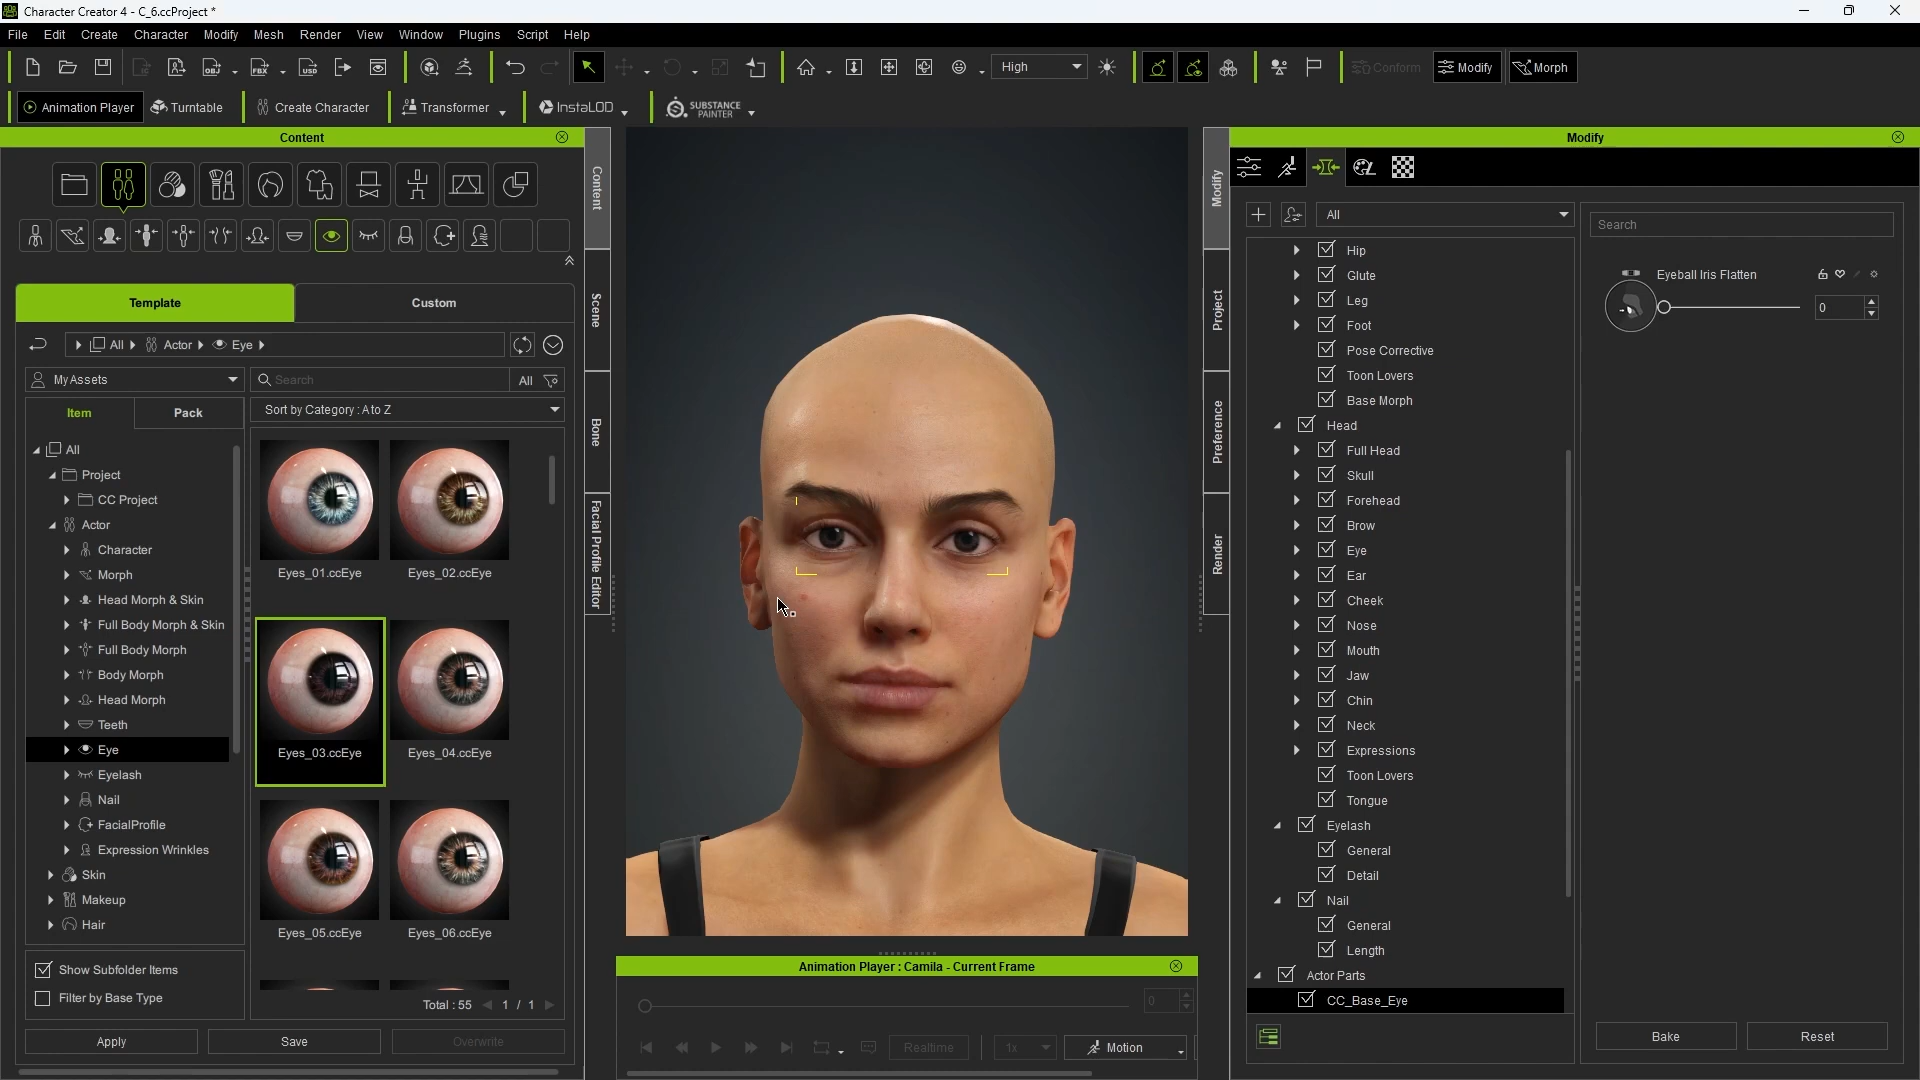 Character Creator 4 - C_6.ccProject *
File Edit Create Character Modify Mesh Render View Window Plugins Script Help
OBJ FBX USD High Conform Modify Morph
Animation Player Turntable Create Character Transformer InstaLOD SUBSTANCE PAINTER
Content
Template Custom
All Actor Eye
My Assets Search All
Item Pack Sort by Category : A to Z
All
Project
CC Project
Actor
Character
Morph
Head Morph & Skin
Full Body Morph & Skin
Full Body Morph
Body Morph
Head Morph
Teeth
Eye
Eyelash
Nail
FacialProfile
Expression Wrinkles
Skin
Makeup
Hair
Eyes_01.ccEye Eyes_02.ccEye
Eyes_03.ccEye Eyes_04.ccEye
Eyes_05.ccEye Eyes_06.ccEye
Show Subfolder Items
Filter by Base Type
Total : 55 1 / 1
Apply Save Overwrite
Content
Scene
Bone
Facial Profile Editor
Animation Player : Camila - Current Frame
0
Realtime 1x Motion
Modify
Project
Preference
Render
Modify
All
Hip
Glute
Leg
Foot
Pose Corrective
Toon Lovers
Base Morph
Head
Full Head
Skull
Forehead
Brow
Eye
Ear
Cheek
Nose
Mouth
Jaw
Chin
Neck
Expressions
Toon Lovers
Tongue
Eyelash
General
Detail
Nail
General
Length
Actor Parts
CC_Base_Eye
Search
Eyeball Iris Flatten
0
Bake Reset